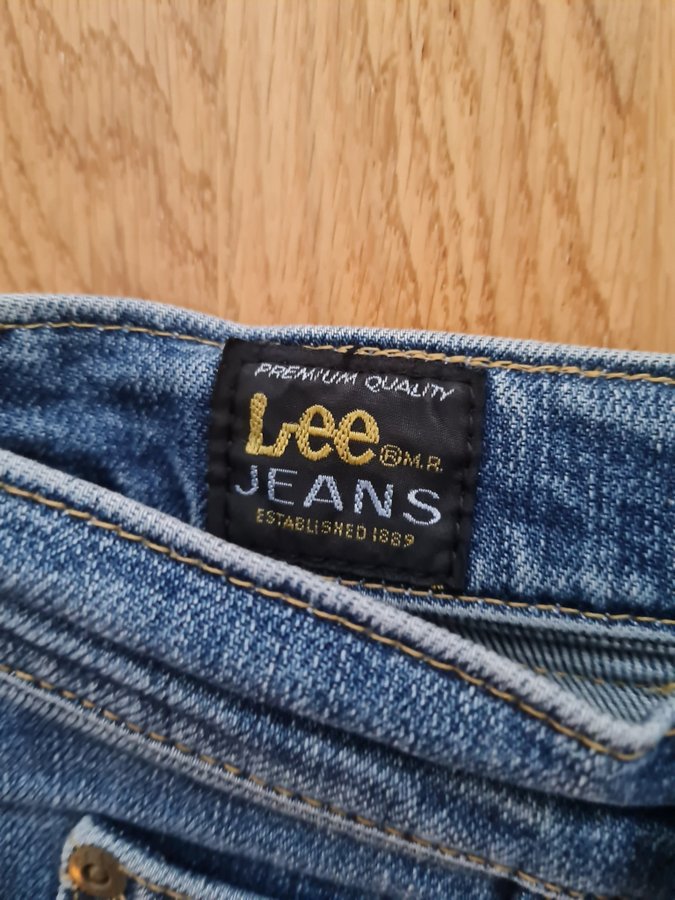 PREMIUM QUALITY
Lee ® M.R.
JEANS
ESTABLISHED 1889